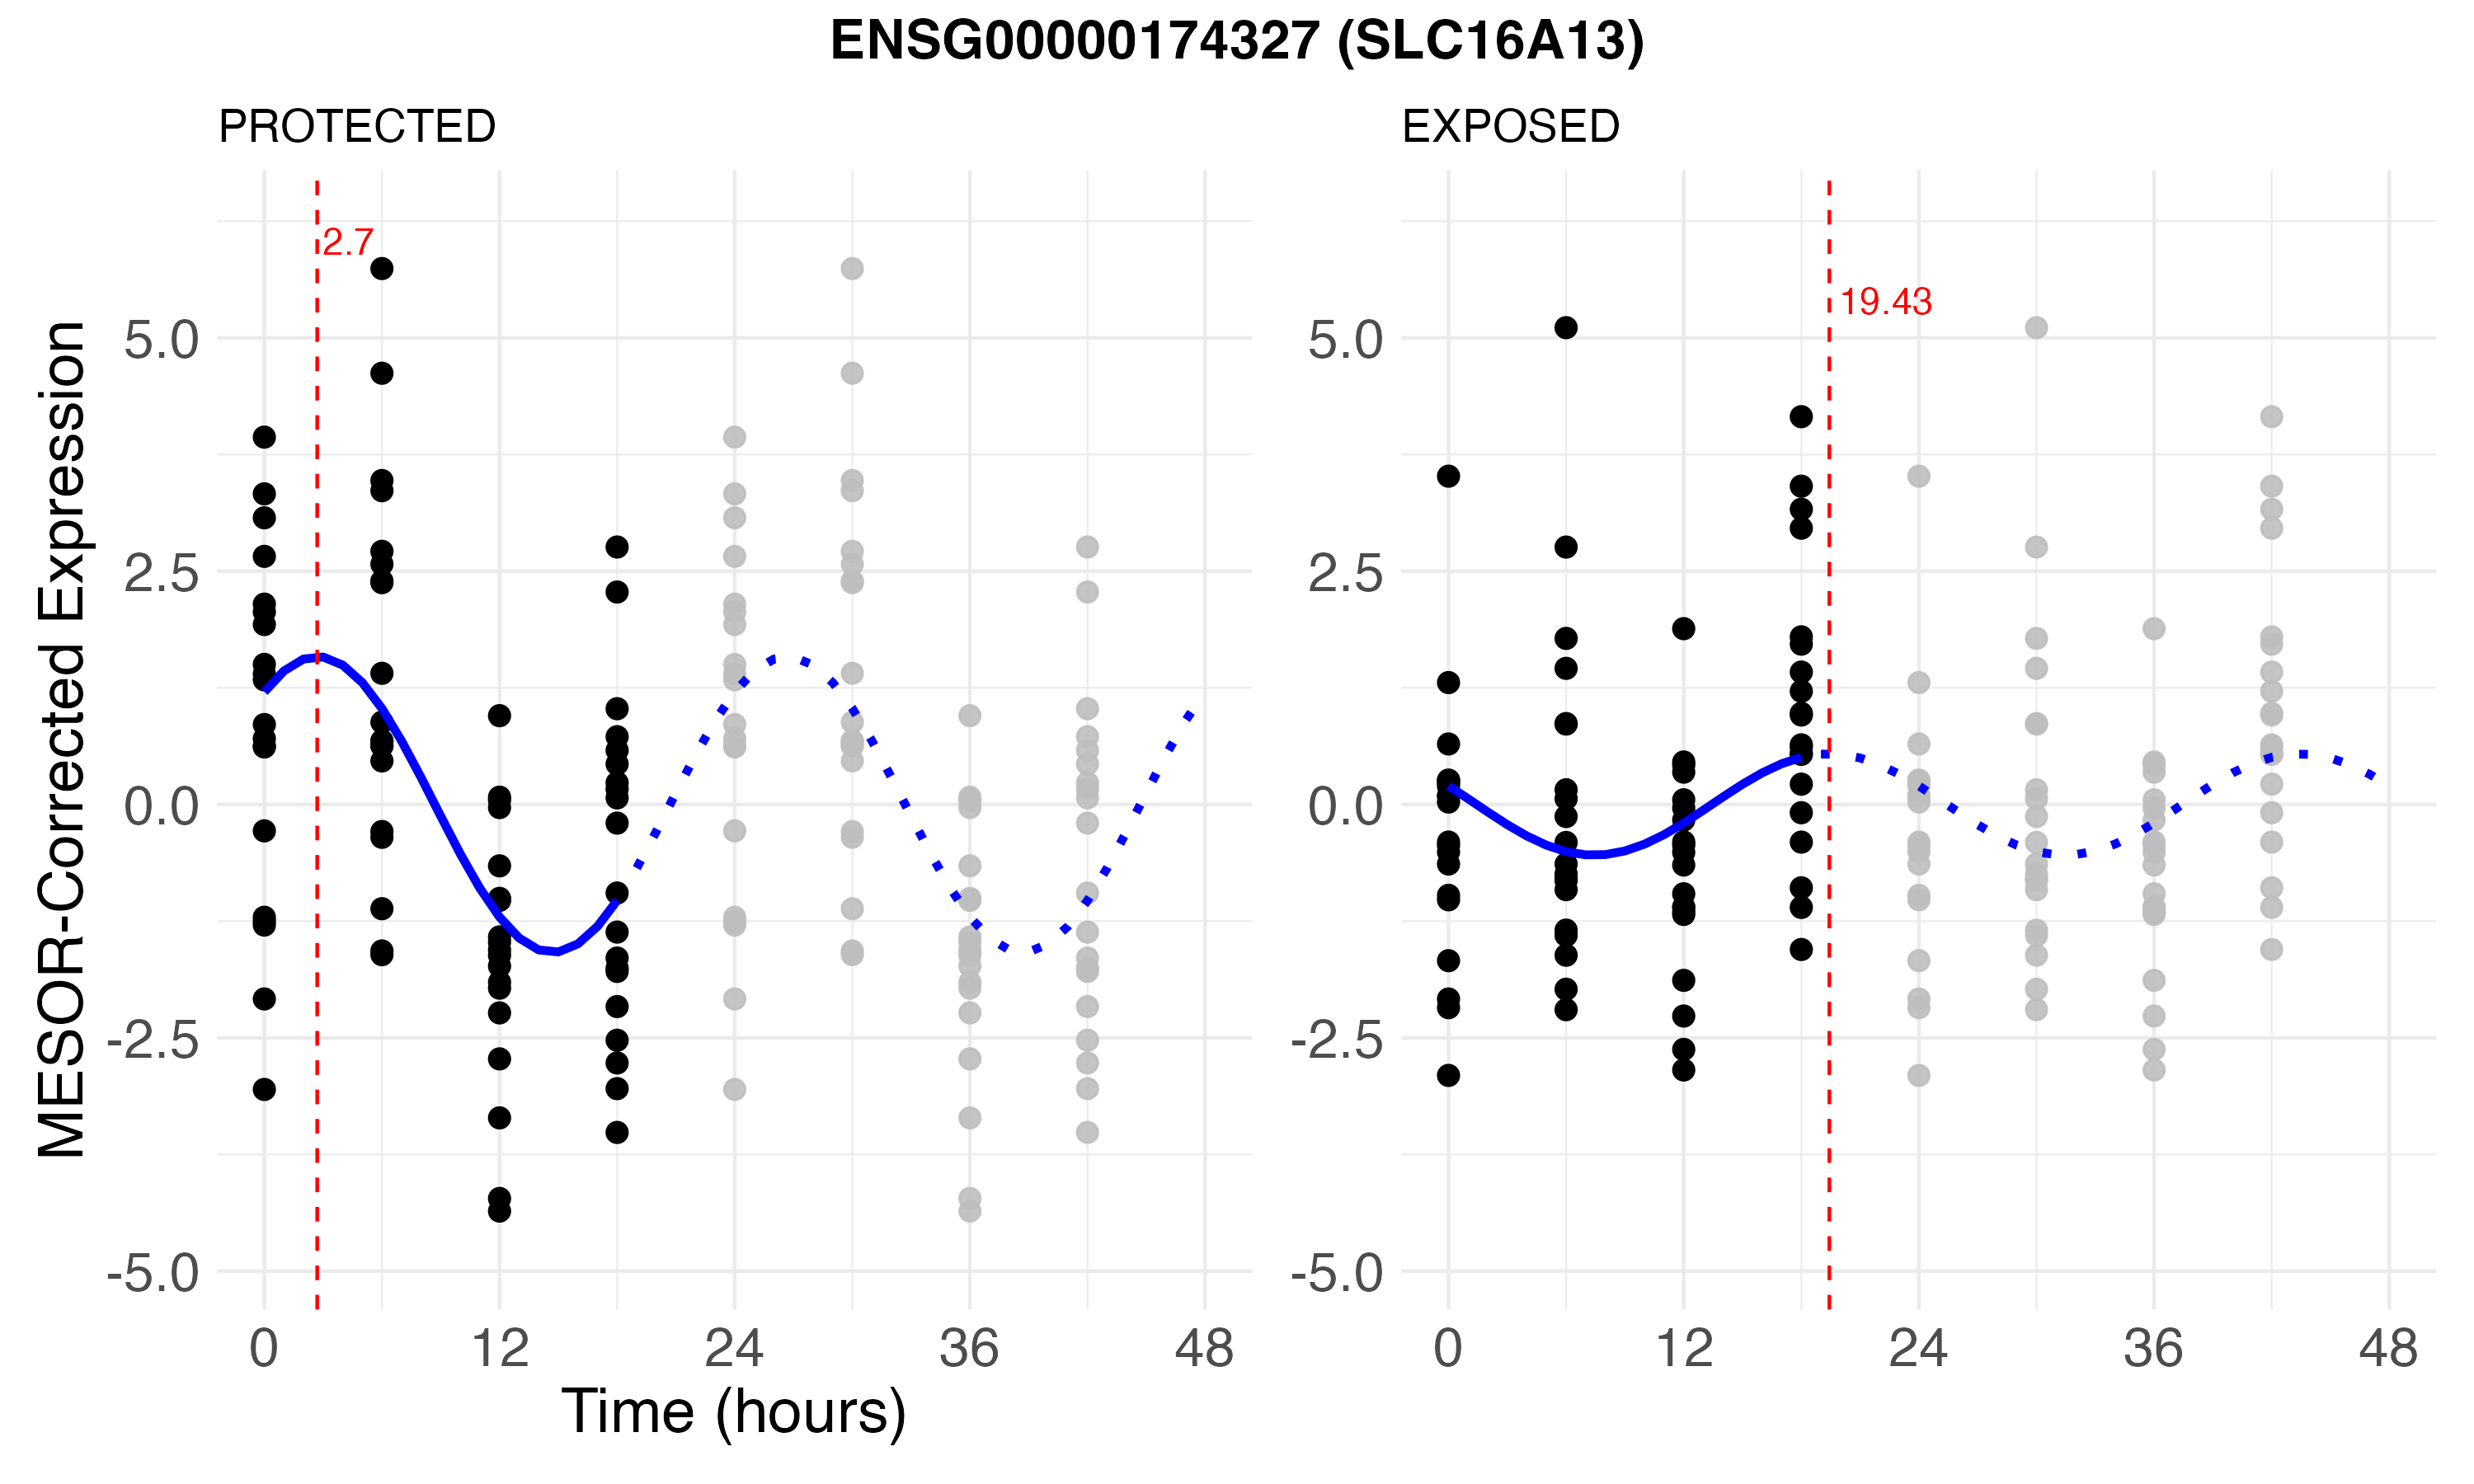 ENSG00000174327 (SLC16A13)
PROTECTED
EXPOSED
MESOR-Corrected Expression
5.0
2.5
0.0
-2.5
-5.0
2.7
0 12 24 36 48
Time (hours)
5.0
2.5
0.0
-2.5
-5.0
19.43
0 12 24 36 48